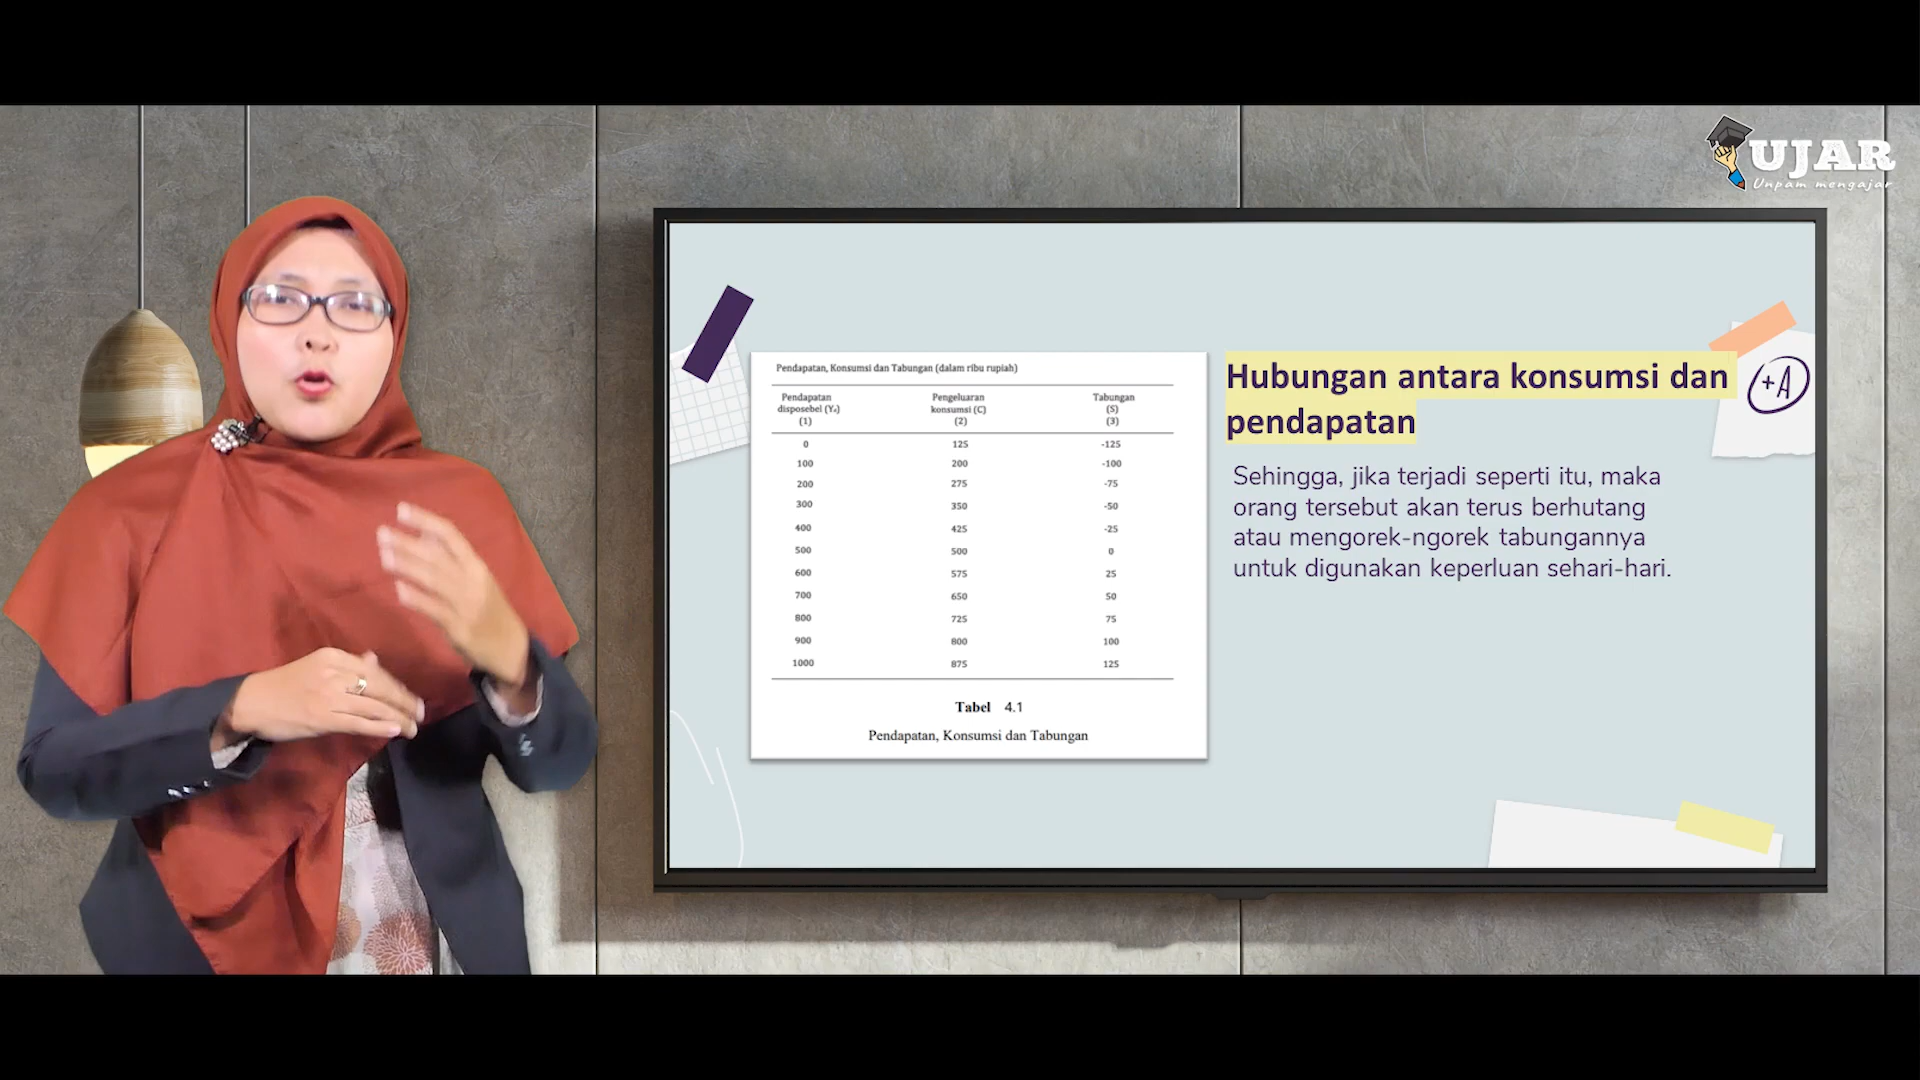 UJAR
Unpam mengajar
Pendapatan, Konsumsi dan Tabungan (dalam ribu rupiah)
Pendapatan disposebel (Yd) (1) Pengeluaran konsumsi (C) (2) Tabungan (S) (3)
0 125 -125
100 200 -100
200 275 -75
300 350 -50
400 425 -25
500 500 0
600 575 25
700 650 50
800 725 75
900 800 100
1000 875 125
Tabel 4.1
Pendapatan, Konsumsi dan Tabungan
Hubungan antara konsumsi dan
pendapatan
+A
Sehingga, jika terjadi seperti itu, maka
orang tersebut akan terus berhutang
atau mengorek-ngorek tabungannya
untuk digunakan keperluan sehari-hari.